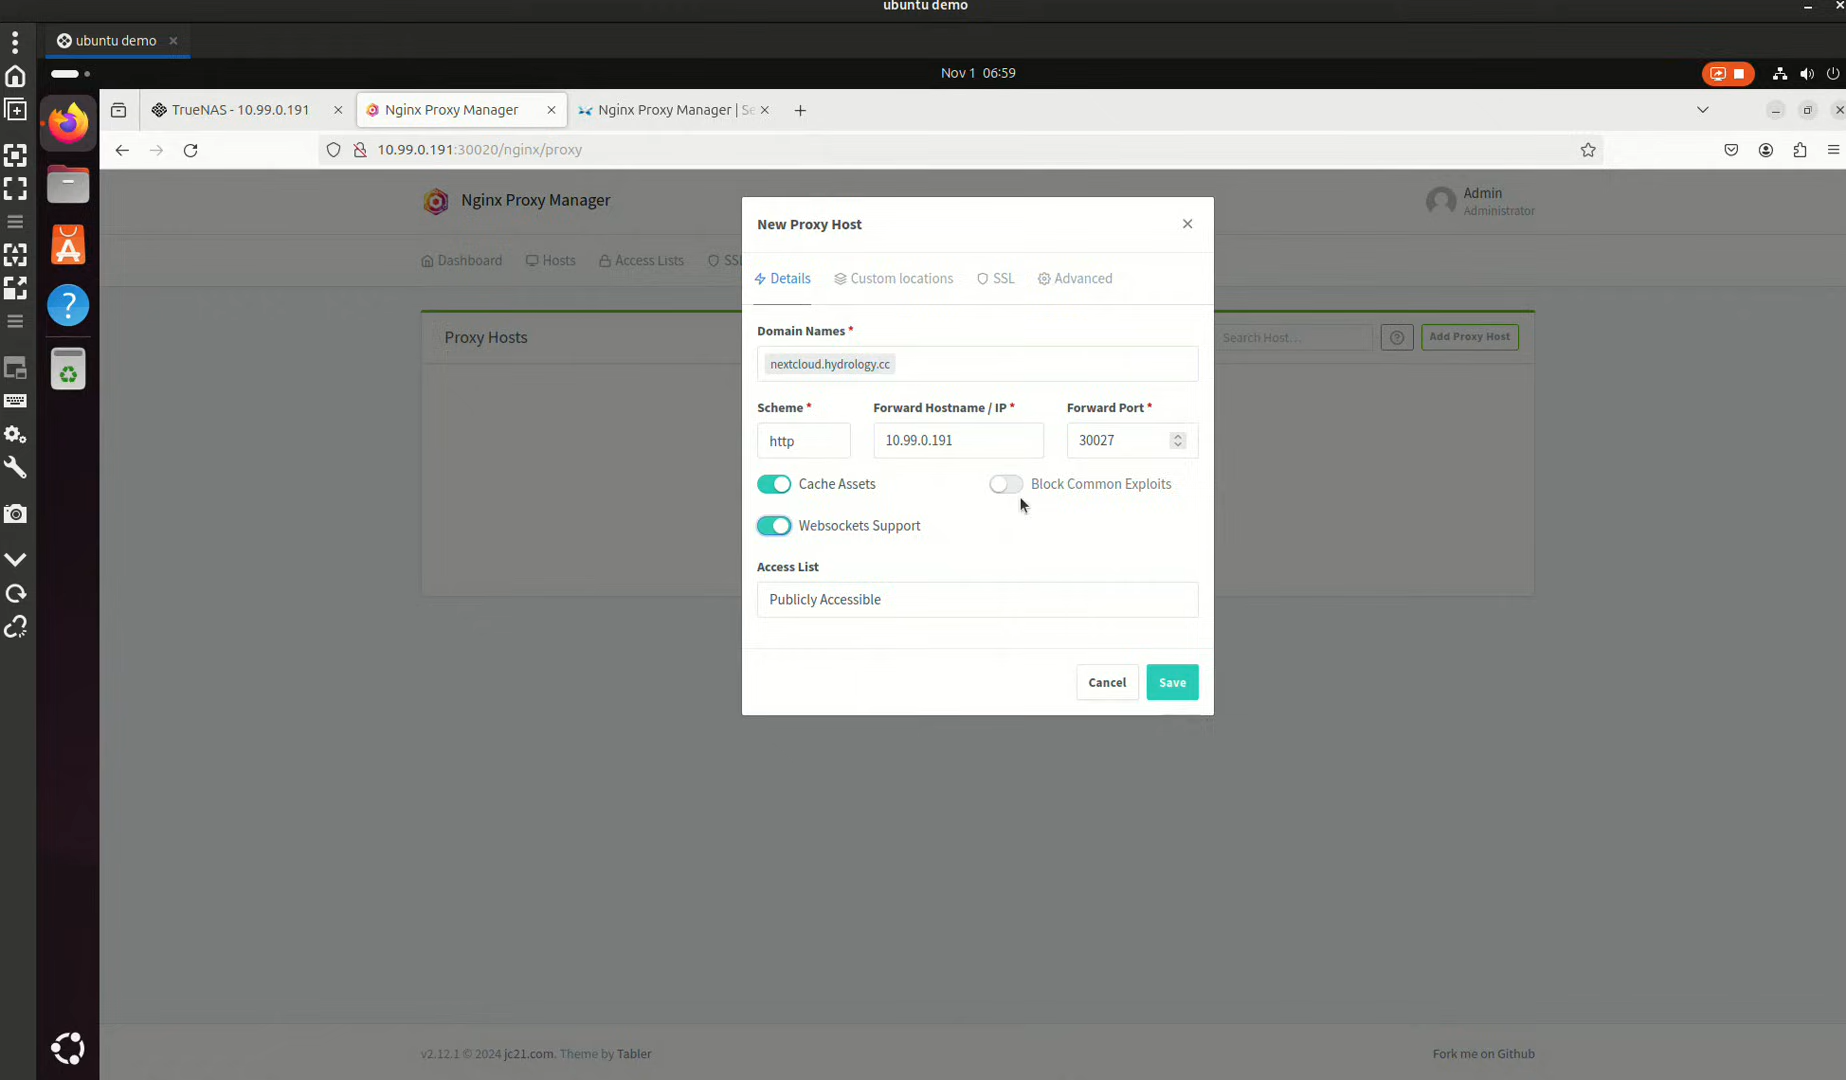 ubuntu demo
ubuntu demo
Nov 1 06:59
TrueNAS - 10.99.0.191
Nginx Proxy Manager
Nginx Proxy Manager | Se
10.99.0.191:30020/nginx/proxy
Nginx Proxy Manager
Admin
Administrator
Dashboard
Hosts
Access Lists
SSL
Proxy Hosts
Search Host...
Add Proxy Host
New Proxy Host
Details
Custom locations
SSL
Advanced
Domain Names *
nextcloud.hydrology.cc
Scheme * Forward Hostname / IP * Forward Port *
http 10.99.0.191 30027
Cache Assets Block Common Exploits
Websockets Support
Access List
Publicly Accessible
Cancel Save
v2.12.1 © 2024 jc21.com. Theme by Tabler
Fork me on Github